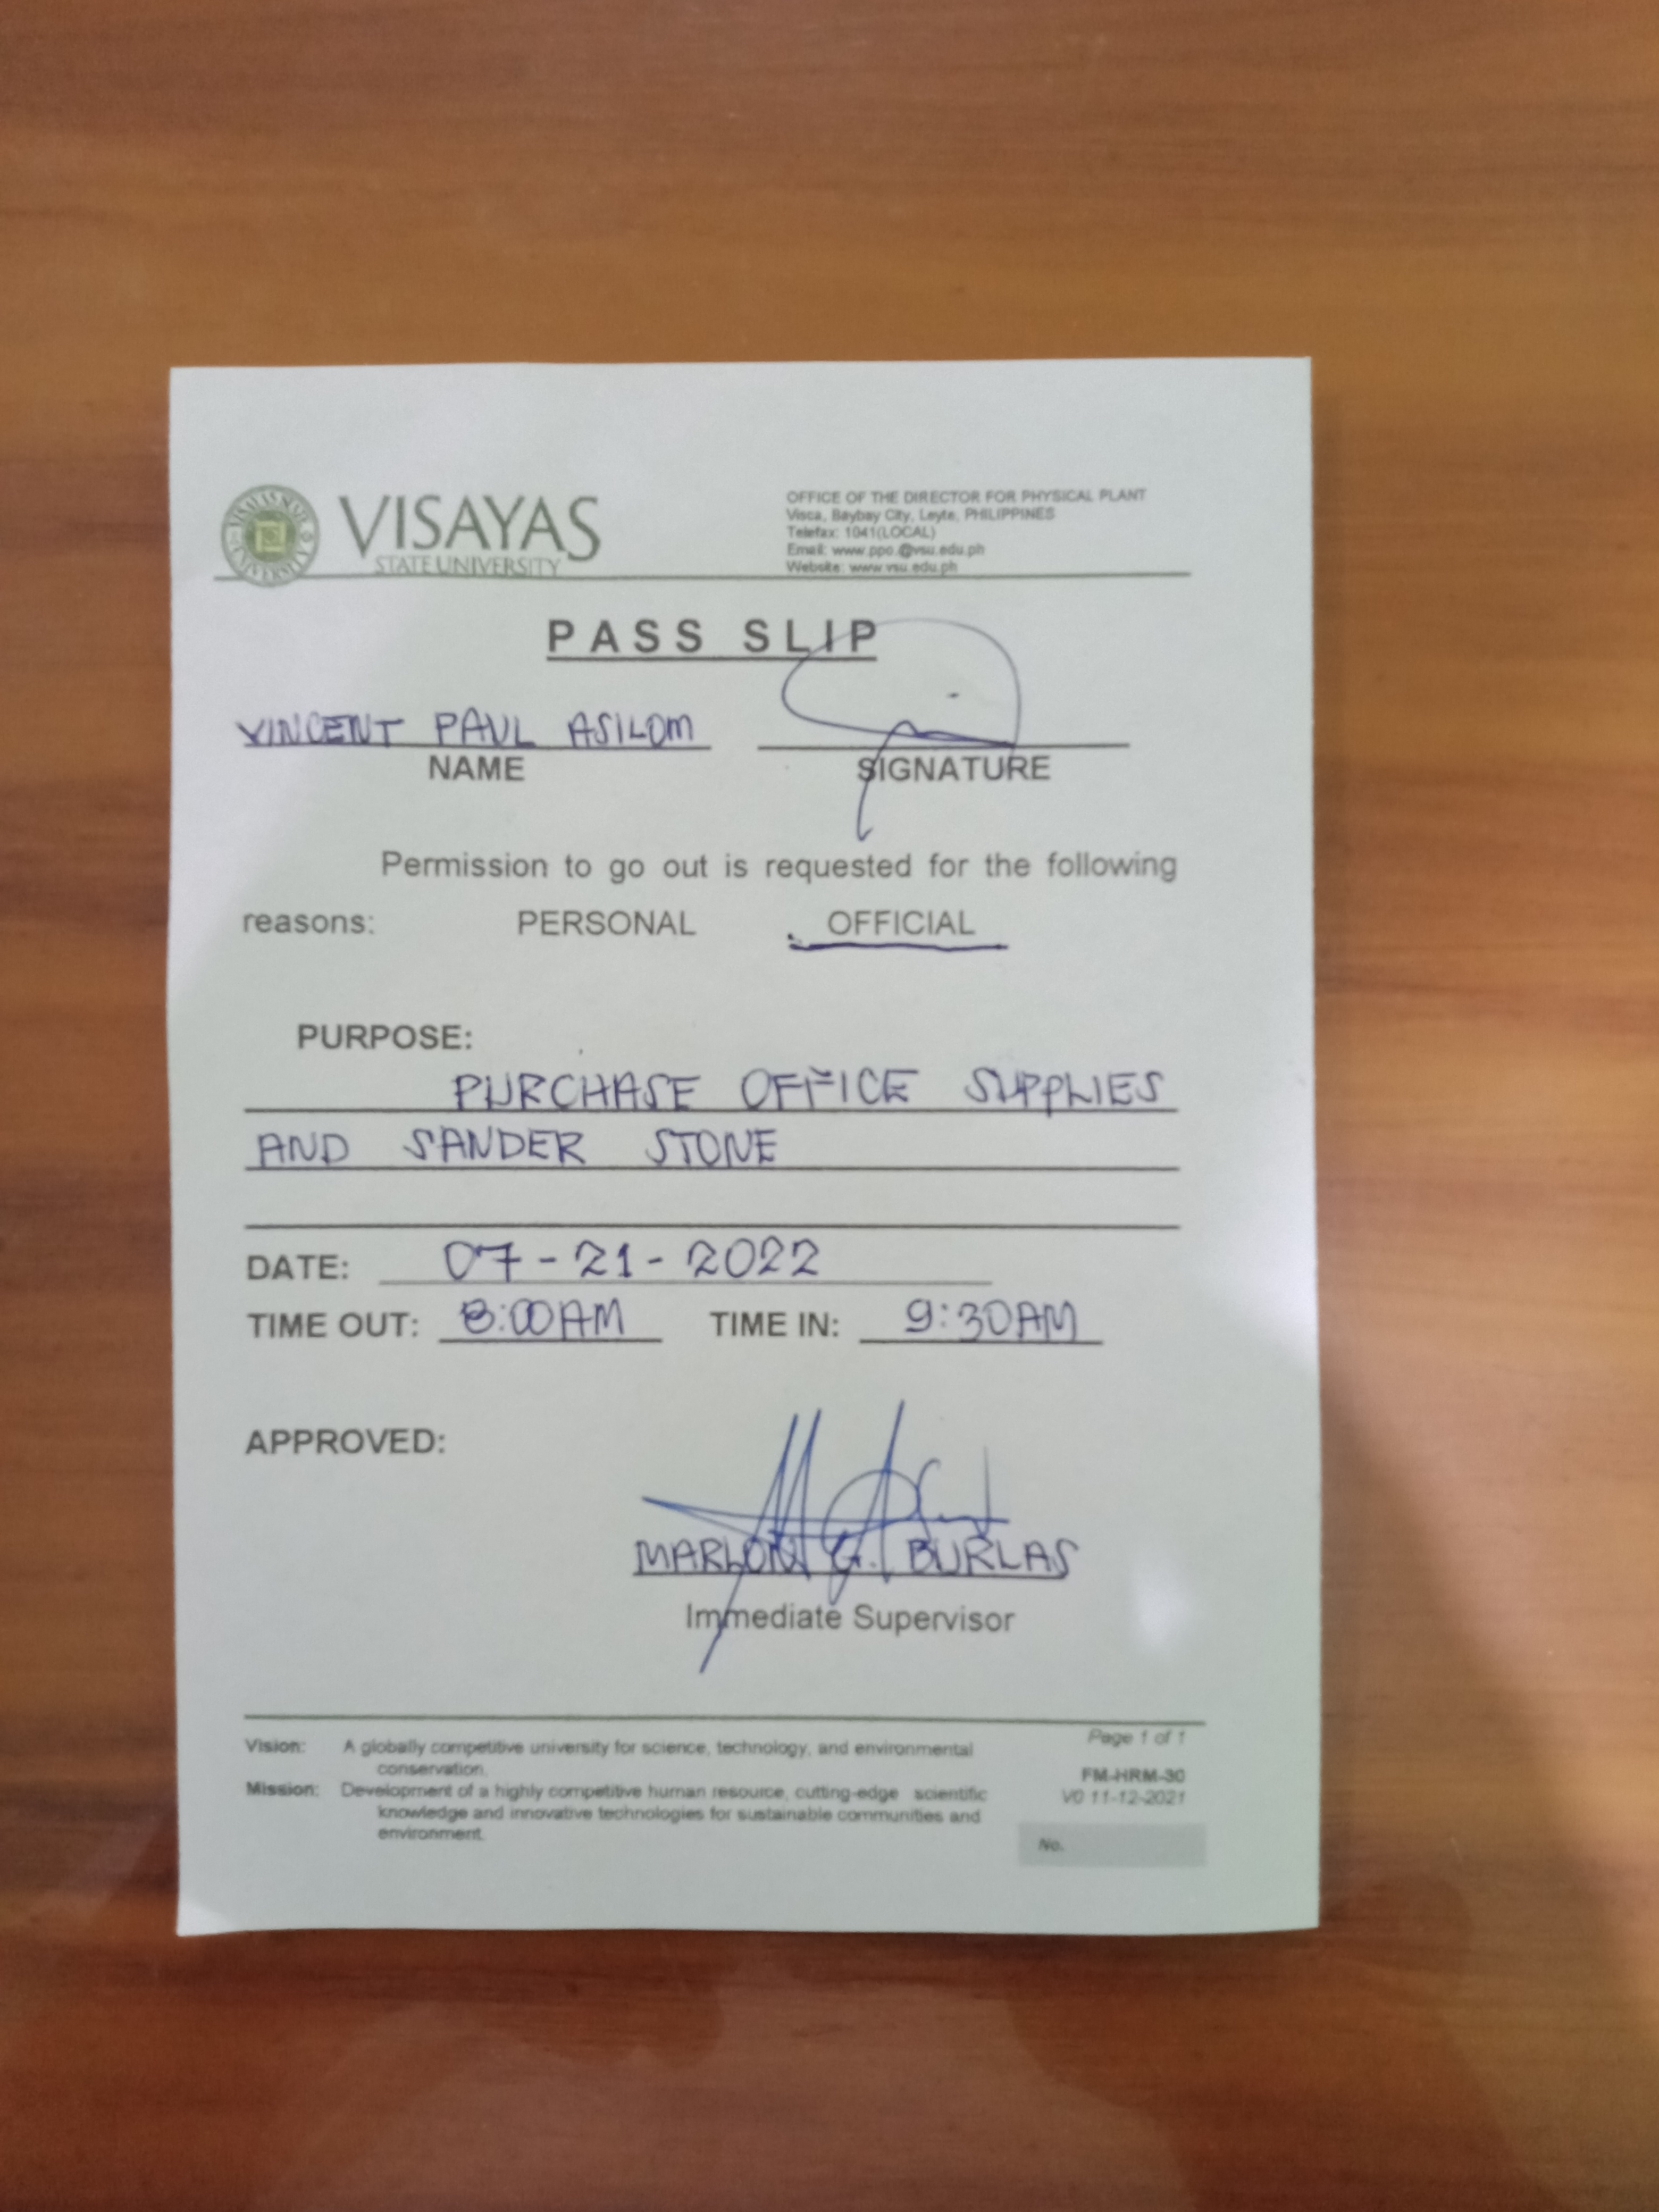 VISAYAS
STATE UNIVERSITY
OFFICE OF THE DIRECTOR FOR PHYSICAL PLANT
Visca, Baybay City, Leyte, PHILIPPINES
Telefax: 1041(LOCAL)
Email: www.ppo.@vsu.edu.ph
Website: www.vsu.edu.ph
PASS SLIP
VINCENT PAUL ASILOM
NAME SIGNATURE
Permission to go out is requested for the following
reasons: PERSONAL OFFICIAL
PURPOSE:
PURCHASE OFFICE SUPPLIES
AND SANDER STONE
DATE: 07-21-2022
TIME OUT: 8:00AM TIME IN: 9:30AM
APPROVED:
MARLON G. BURLAS
Immediate Supervisor
Vision: A globally competitive university for science, technology, and environmental
conservation.
Mission: Development of a highly competitive human resource, cutting-edge scientific
knowledge and innovative technologies for sustainable communities and
environment.
Page 1 of 1
FM-HRM-30
V0 11-12-2021
No.